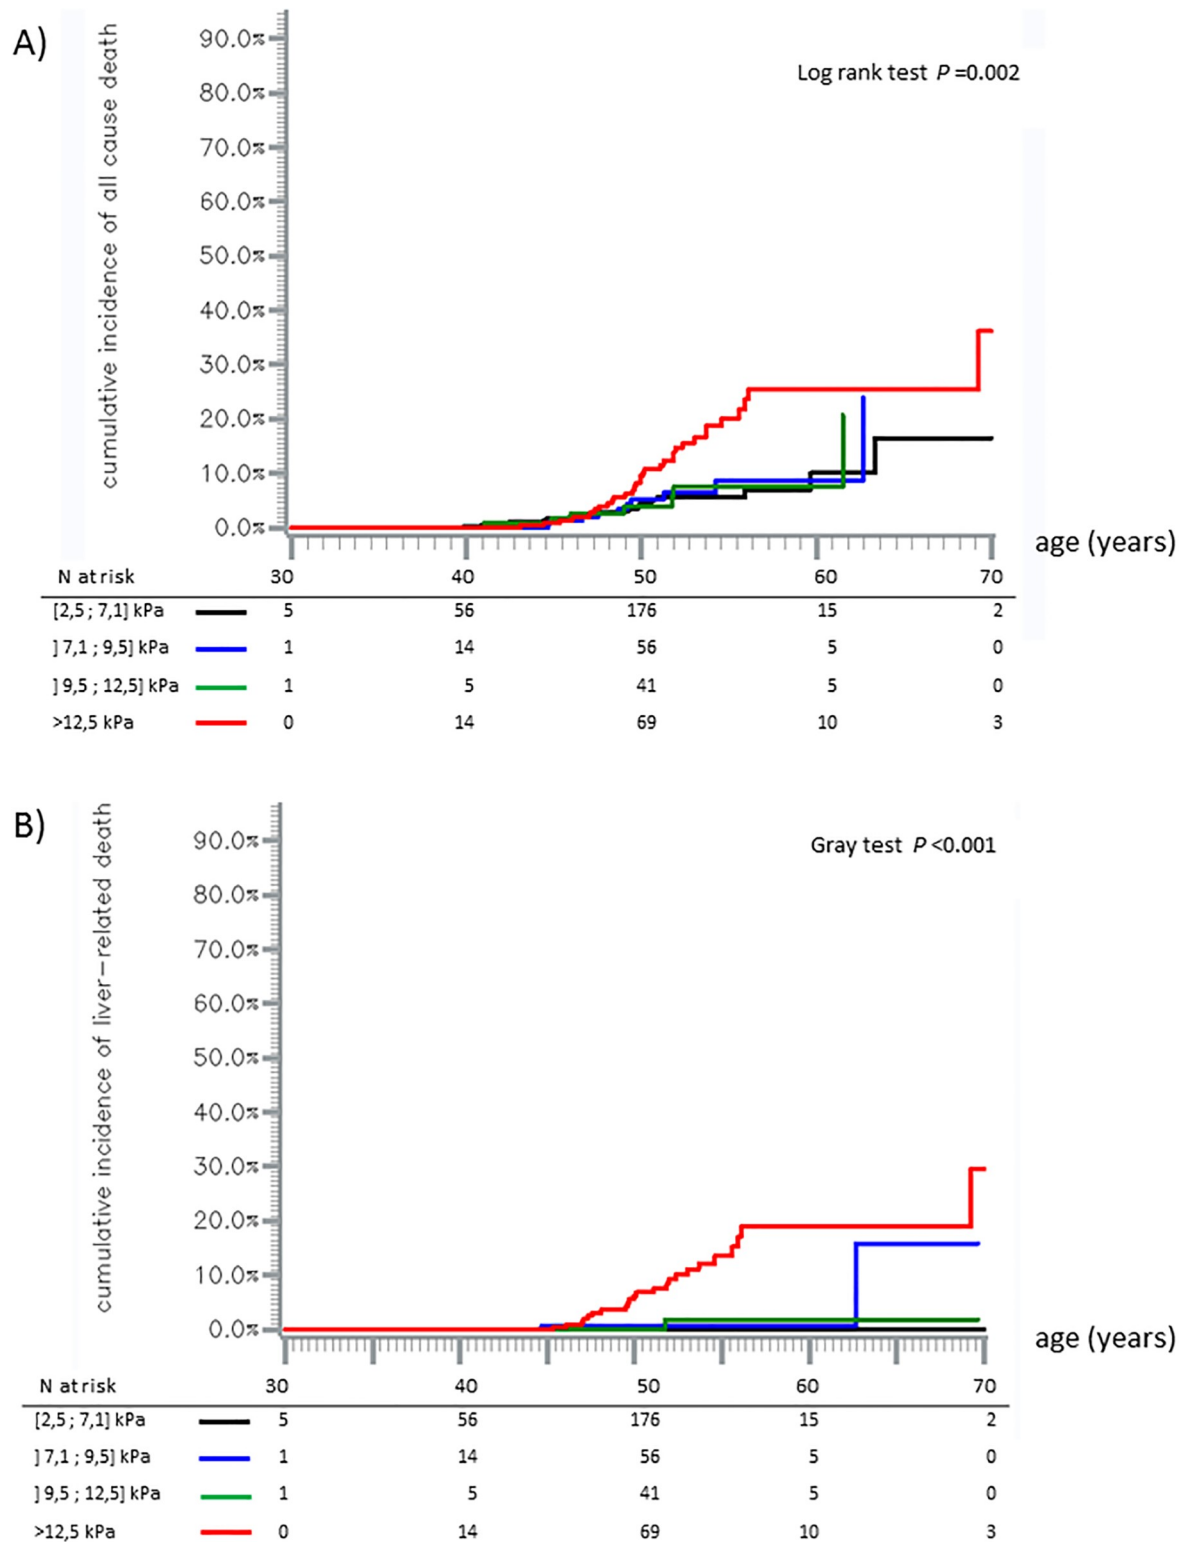 A)
cumulative incidence of all cause death
90.0%
80.0%
70.0%
60.0%
50.0%
40.0%
30.0%
20.0%
10.0%
0.0%
Log rank test P =0.002
age (years)
N at risk 30 40 50 60 70
[2,5 ; 7,1] kPa 5 56 176 15 2
] 7,1 ; 9,5] kPa 1 14 56 5 0
] 9,5 ; 12,5] kPa 1 5 41 5 0
>12,5 kPa 0 14 69 10 3
B)
cumulative incidence of liver-related death
90.0%
80.0%
70.0%
60.0%
50.0%
40.0%
30.0%
20.0%
10.0%
0.0%
Gray test P <0.001
age (years)
N at risk 30 40 50 60 70
[2,5 ; 7,1] kPa 5 56 176 15 2
] 7,1 ; 9,5] kPa 1 14 56 5 0
] 9,5 ; 12,5] kPa 1 5 41 5 0
>12,5 kPa 0 14 69 10 3